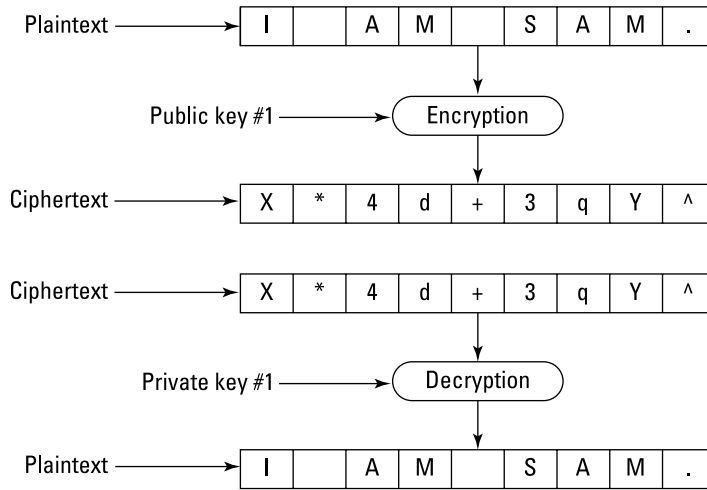 Plaintext I A M S A M .
Public key #1 Encryption
Ciphertext X * 4 d + 3 q Y ^
Ciphertext X * 4 d + 3 q Y ^
Private key #1 Decryption
Plaintext I A M S A M .